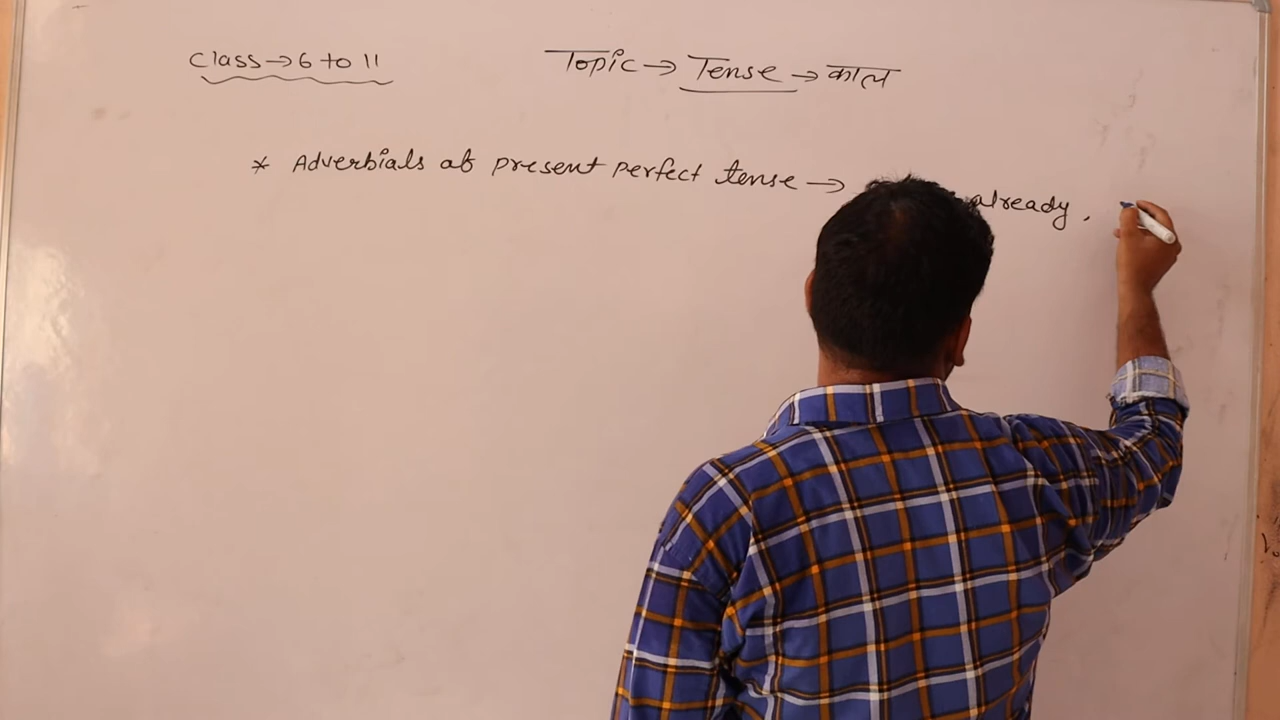 Class → 6 to 11
Topic → Tense → काल
* Adverbials of present perfect tense → already,